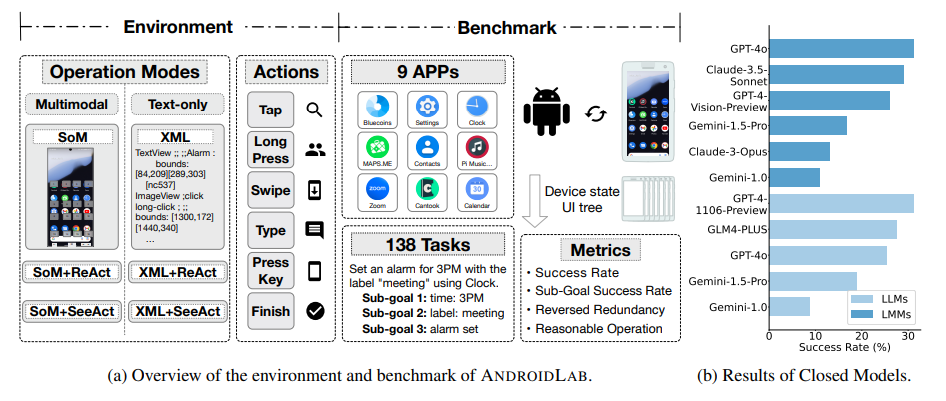 Environment
Benchmark
Operation Modes
Multimodal
Text-only
SoM
XML
TextView ;; ;;Alarm :
bounds:
[84,209][289,303]
[nc537]
ImageView ;click
long-click ; ;;
bounds: [1300,172]
[1440,340]
...
SoM+ReAct
XML+ReAct
SoM+SeeAct
XML+SeeAct
Actions
Tap
Long
Press
Swipe
Type
Press
Key
Finish
9 APPs
Bluecoins
Settings
Clock
MAPS.ME
Contacts
Pi Music...
zoom
30
Zoom
Cantook
Calendar
138 Tasks
Set an alarm for 3PM with the
label "meeting" using Clock.
Sub-goal 1: time: 3PM
Sub-goal 2: label: meeting
Sub-goal 3: alarm set
Device state
UI tree
Metrics
• Success Rate
• Sub-Goal Success Rate
• Reversed Redundancy
• Reasonable Operation
(a) Overview of the environment and benchmark of ANDROIDLAB.
GPT-4o
Claude-3.5-
Sonnet
GPT-4-
Vision-Preview
Gemini-1.5-Pro
Claude-3-Opus
Gemini-1.0
GPT-4-
1106-Preview
GLM4-PLUS
GPT-4o
Gemini-1.5-Pro
Gemini-1.0
LLMs
LMMs
0 10 20 30
Success Rate (%)
(b) Results of Closed Models.